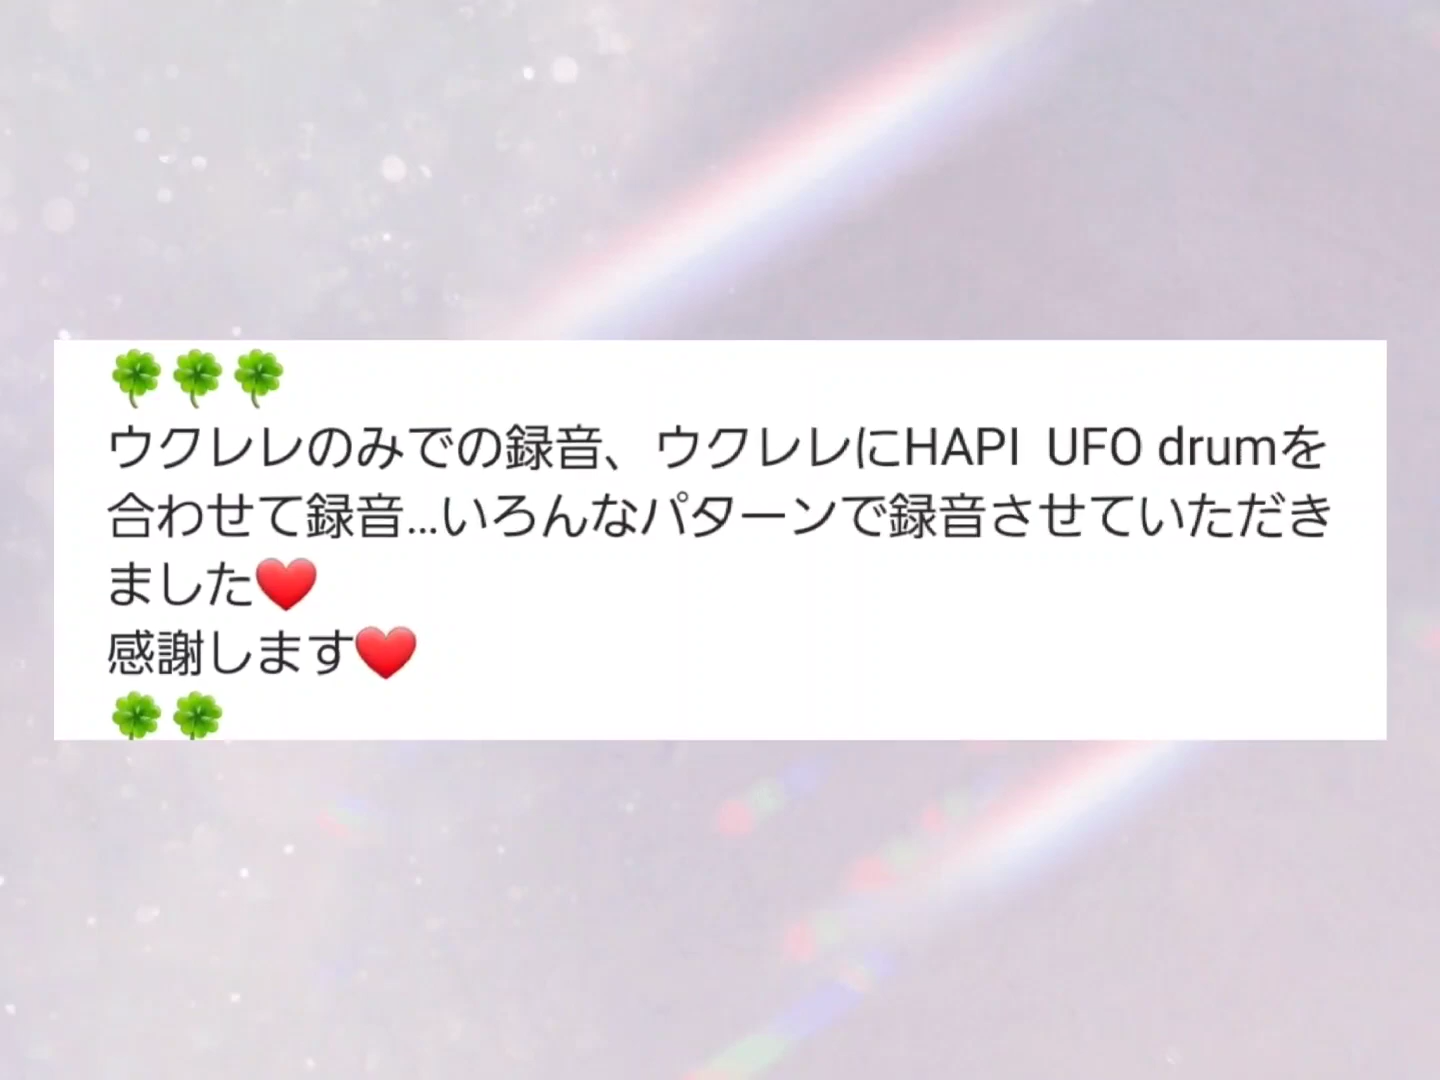 🍀🍀🍀
ウクレレのみでの録音、ウクレレにHAPI  UFO drumを
合わせて録音...いろんなパターンで録音させていただき
ました❤️
感謝します❤️
🍀🍀